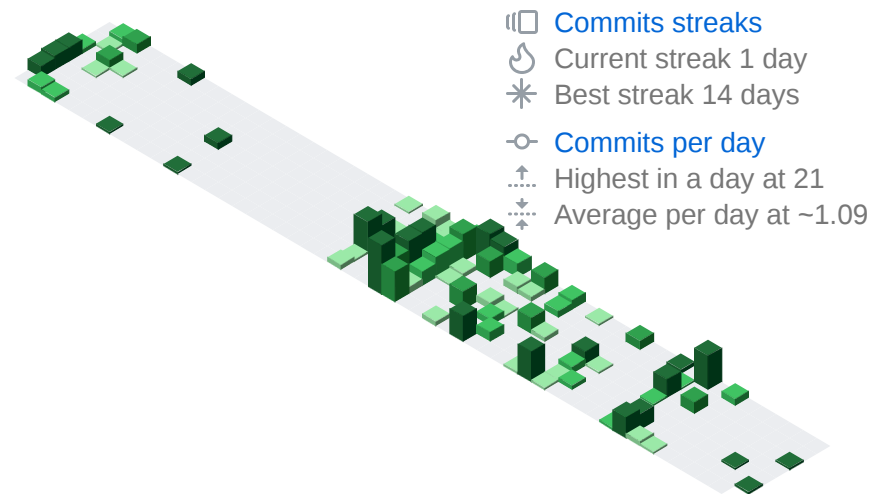 Commits streaks
Current streak 1 day
Best streak 14 days
Commits per day
Highest in a day at 21
Average per day at ~1.09